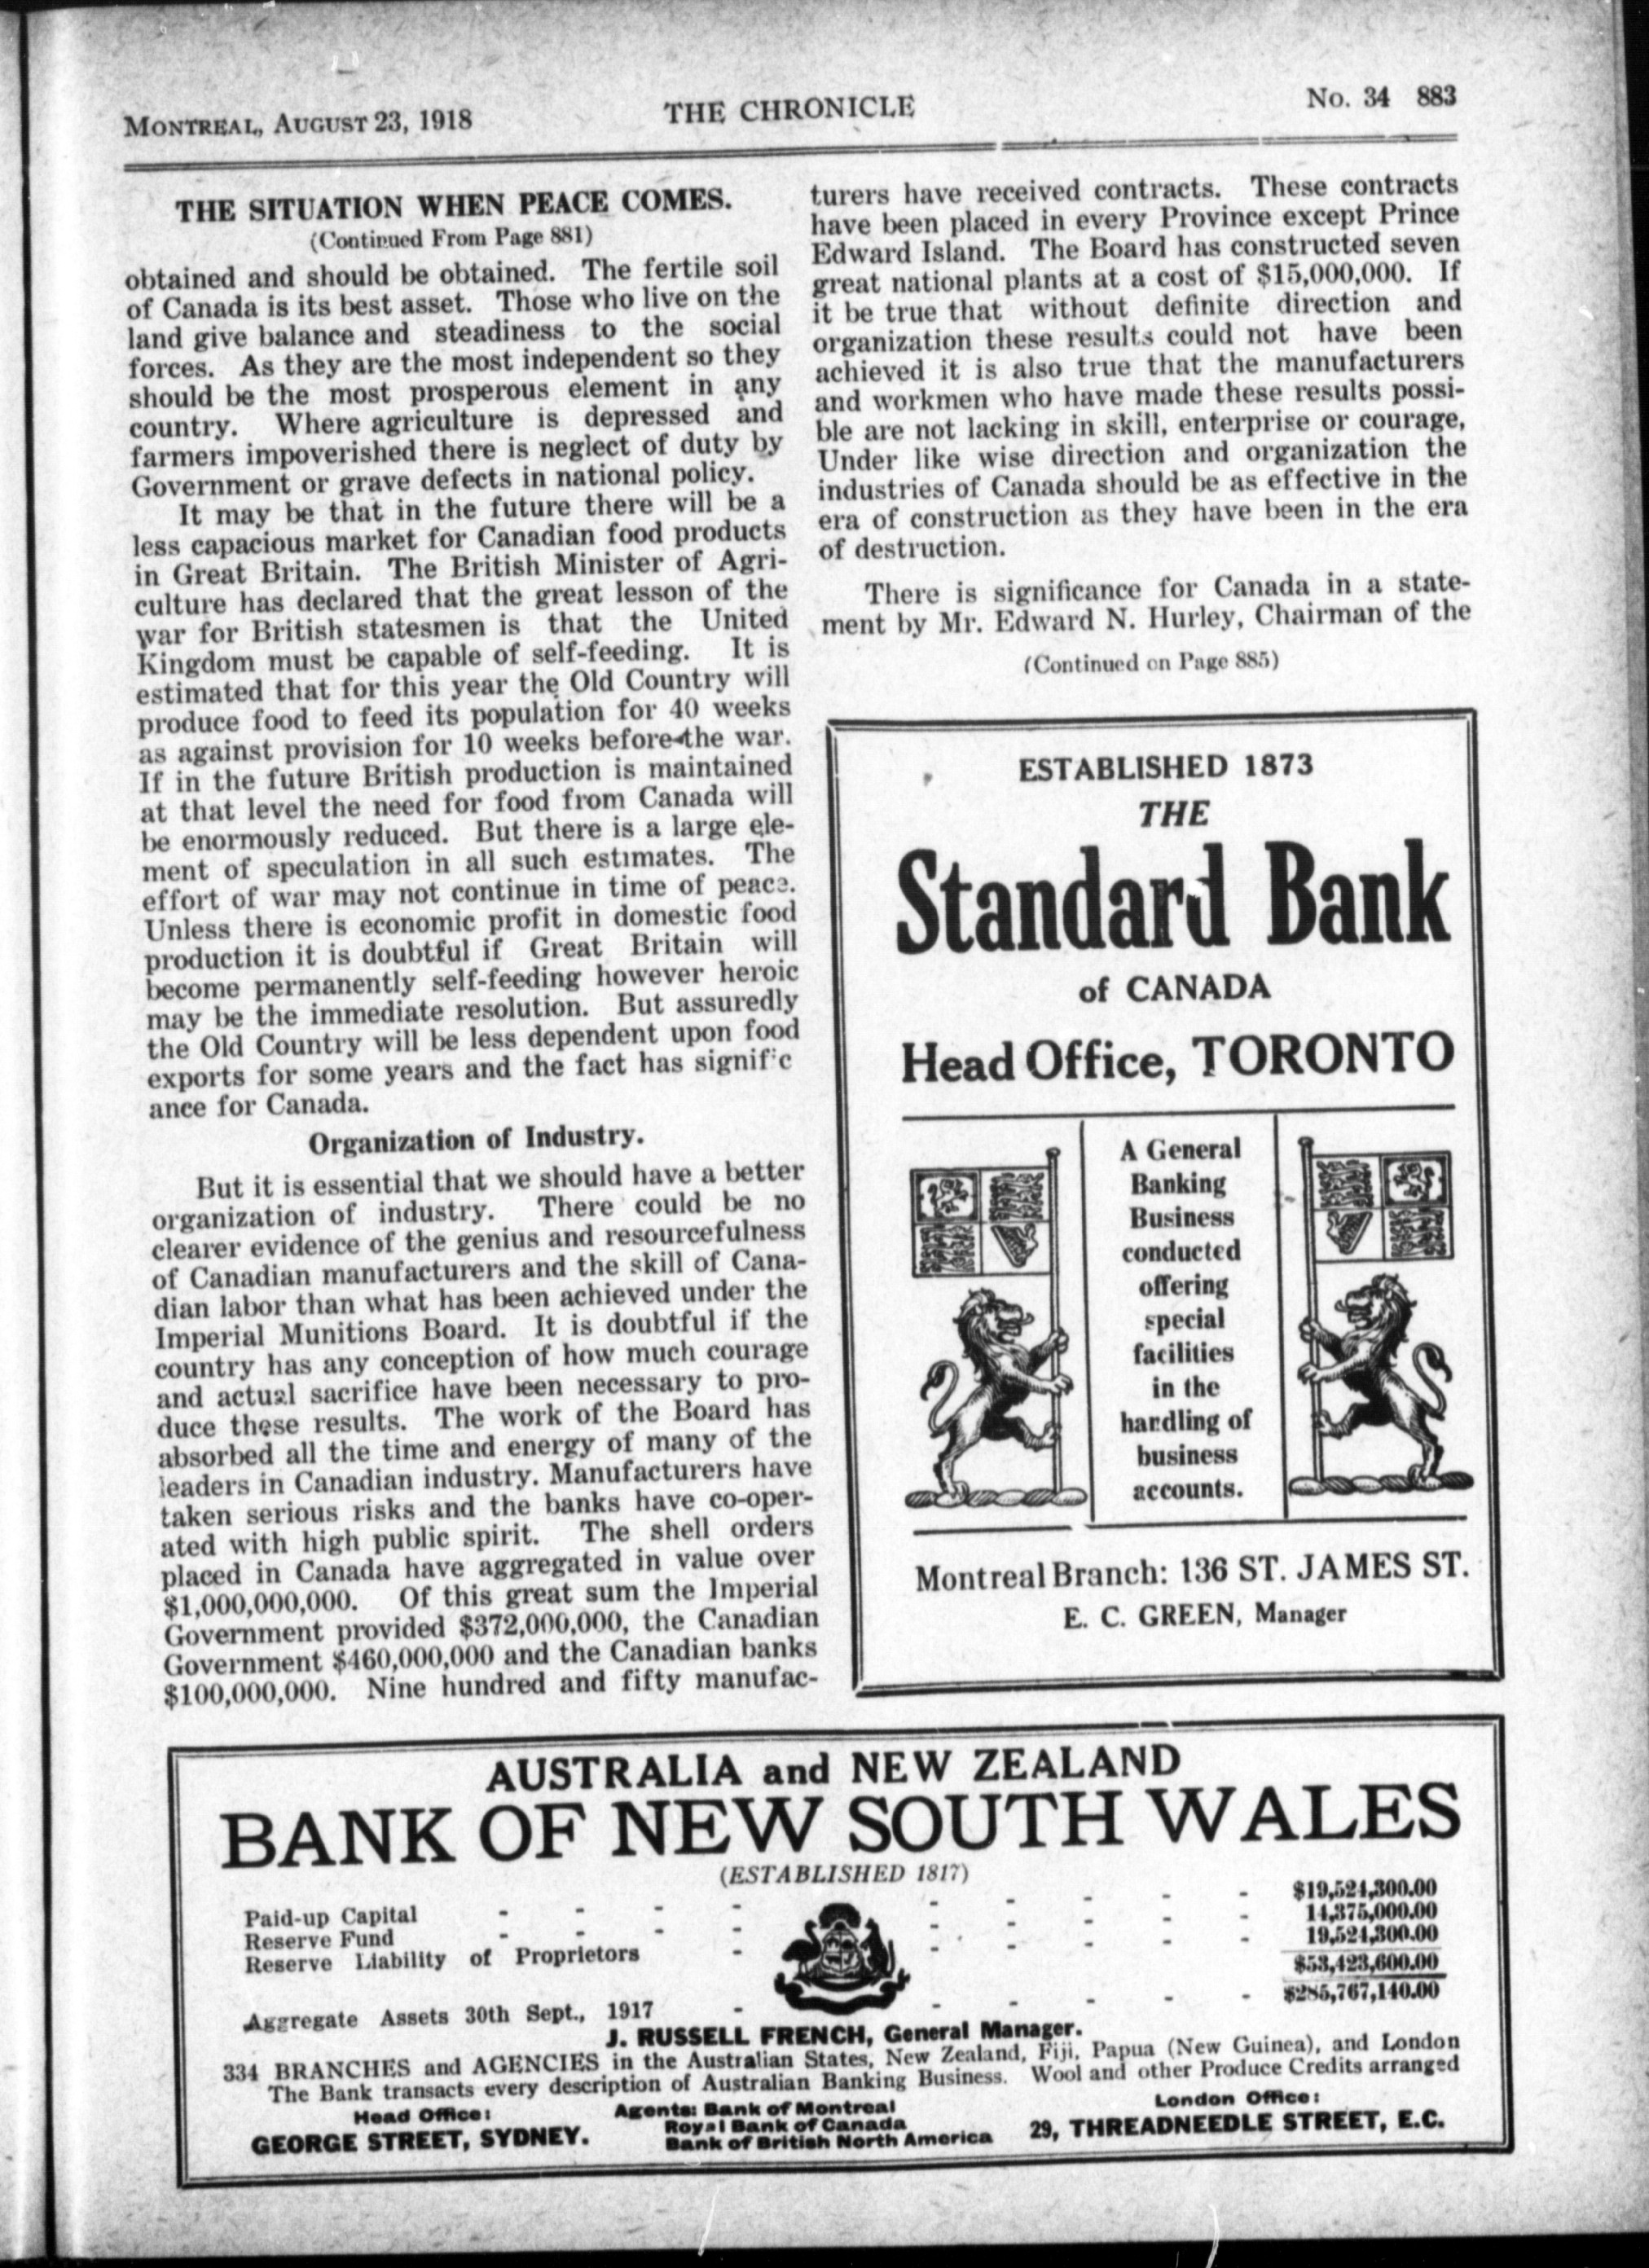 MONTREAL, AUGUST 23, 1918
THE CHRONICLE
No. 34 883
THE SITUATION WHEN PEACE COMES.
(Continued From Page 881)
obtained and should be obtained. The fertile soil
of Canada is its best asset. Those who live on the
land give balance and steadiness to the social
forces. As they are the most independent so they
should be the most prosperous element in any
country. Where agriculture is depressed and
farmers impoverished there is neglect of duty by
Government or grave defects in national policy.
It may be that in the future there will be a
less capacious market for Canadian food products
in Great Britain. The British Minister of Agri-
culture has declared that the great lesson of the
war for British statesmen is that the United
Kingdom must be capable of self-feeding. It is
estimated that for this year the Old Country will
produce food to feed its population for 40 weeks
as against provision for 10 weeks before the war.
If in the future British production is maintained
at that level the need for food from Canada will
be enormously reduced. But there is a large ele-
ment of speculation in all such estimates. The
effort of war may not continue in time of peace.
Unless there is economic profit in domestic food
production it is doubtful if Great Britain will
become permanently self-feeding however heroic
may be the immediate resolution. But assuredly
the Old Country will be less dependent upon food
exports for some years and the fact has signific
ance for Canada.
Organization of Industry.
But it is essential that we should have a better
organization of industry. There could be no
clearer evidence of the genius and resourcefulness
of Canadian manufacturers and the skill of Cana-
dian labor than what has been achieved under the
Imperial Munitions Board. It is doubtful if the
country has any conception of how much courage
and actual sacrifice have been necessary to pro-
duce these results. The work of the Board has
absorbed all the time and energy of many of the
leaders in Canadian industry. Manufacturers have
taken serious risks and the banks have co-oper-
ated with high public spirit. The shell orders
placed in Canada have aggregated in value over
$1,000,000,000. Of this great sum the Imperial
Government provided $372,000,000, the Canadian
Government $460,000,000 and the Canadian banks
$100,000,000. Nine hundred and fifty manufac-
turers have received contracts. These contracts
have been placed in every Province except Prince
Edward Island. The Board has constructed seven
great national plants at a cost of $15,000,000. If
it be true that without definite direction and
organization these results could not have been
achieved it is also true that the manufacturers
and workmen who have made these results possi-
ble are not lacking in skill, enterprise or courage,
Under like wise direction and organization the
industries of Canada should be as effective in the
era of construction as they have been in the era
of destruction.
There is significance for Canada in a state-
ment by Mr. Edward N. Hurley, Chairman of the
(Continued on Page 885)
ESTABLISHED 1873
THE
Standard Bank
of CANADA
Head Office, TORONTO
A General
Banking
Business
conducted
offering
special
facilities
in the
handling of
business
accounts.
Montreal Branch: 136 ST. JAMES ST.
E. C. GREEN, Manager
AUSTRALIA and NEW ZEALAND
BANK OF NEW SOUTH WALES
(ESTABLISHED 1817)
Paid-up Capital - - - - - - - - - $19,524,300.00
Reserve Fund - - - - - - - - - 14,375,000.00
Reserve Liability of Proprietors - - - - - - 19,524,300.00
$53,423,600.00
Aggregate Assets 30th Sept., 1917 - - - - - - $285,767,140.00
J. RUSSELL FRENCH, General Manager.
334 BRANCHES and AGENCIES in the Australian States, New Zealand, Fiji, Papua (New Guinea), and London
The Bank transacts every description of Australian Banking Business. Wool and other Produce Credits arranged
Head Office:
GEORGE STREET, SYDNEY.
Agents: Bank of Montreal
Royal Bank of Canada
Bank of British North America
London Office:
29, THREADNEEDLE STREET, E.C.